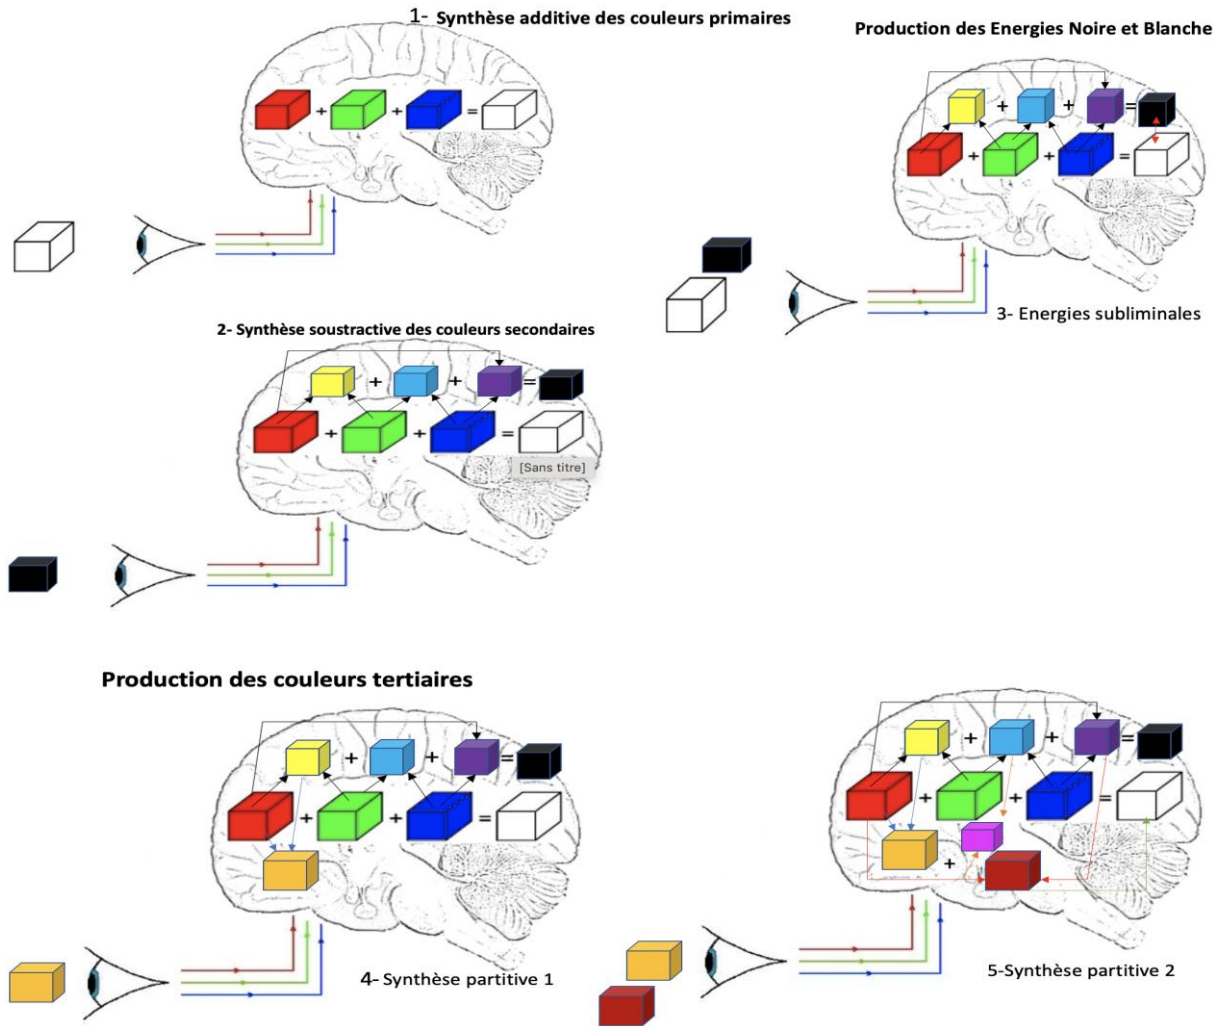 1- Synthèse additive des couleurs primaires
+ + =
Production des Energies Noire et Blanche
+ + =
+ + =
3- Energies subliminales
2- Synthèse soustractive des couleurs secondaires
+ + =
+ + =
[Sans titre]
Production des couleurs tertiaires
+ + =
+ + =
4- Synthèse partitive 1
+ + =
+ + =
+
5-Synthèse partitive 2